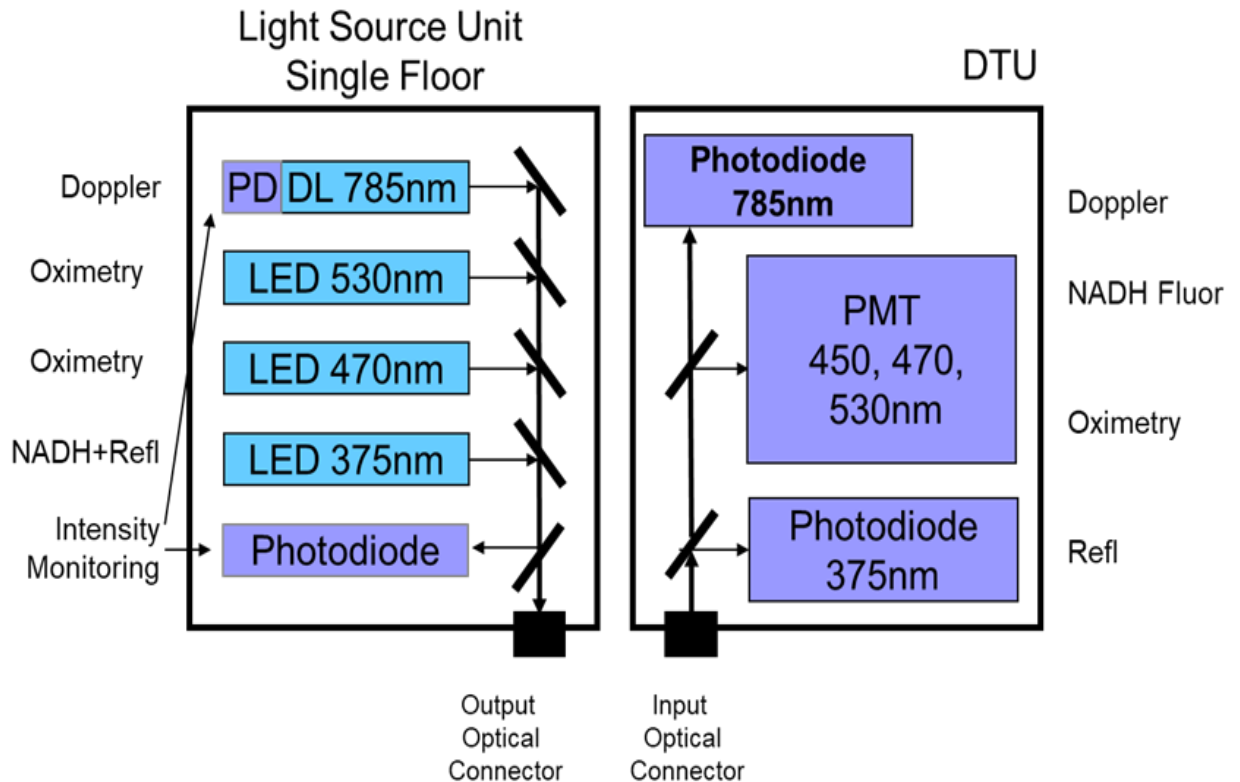 Light Source Unit
Single Floor
DTU
Doppler
PD DL 785nm
Oximetry
LED 530nm
Oximetry
LED 470nm
NADH+Refl
LED 375nm
Intensity
Monitoring
Photodiode
Photodiode
785nm
Doppler
PMT
450, 470,
530nm
NADH Fluor
Oximetry
Photodiode
375nm
Refl
Output
Optical
Connector
Input
Optical
Connector